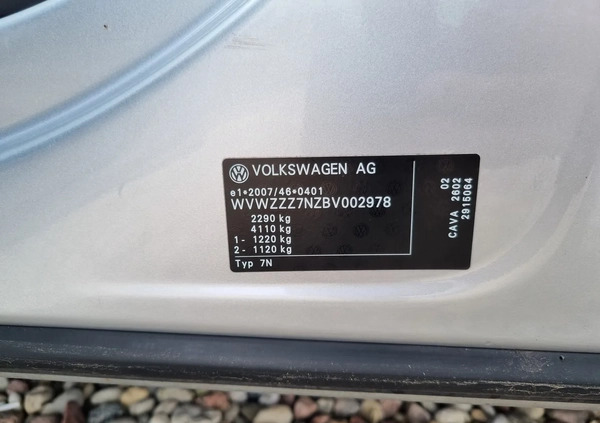 VOLKSWAGEN AG
e1*2007/46*0401
WVWZZZ7NZBV002978
2290 kg
4110 kg
1- 1220 kg
2- 1120 kg
Typ 7N
02
CAVA 2602
2915064